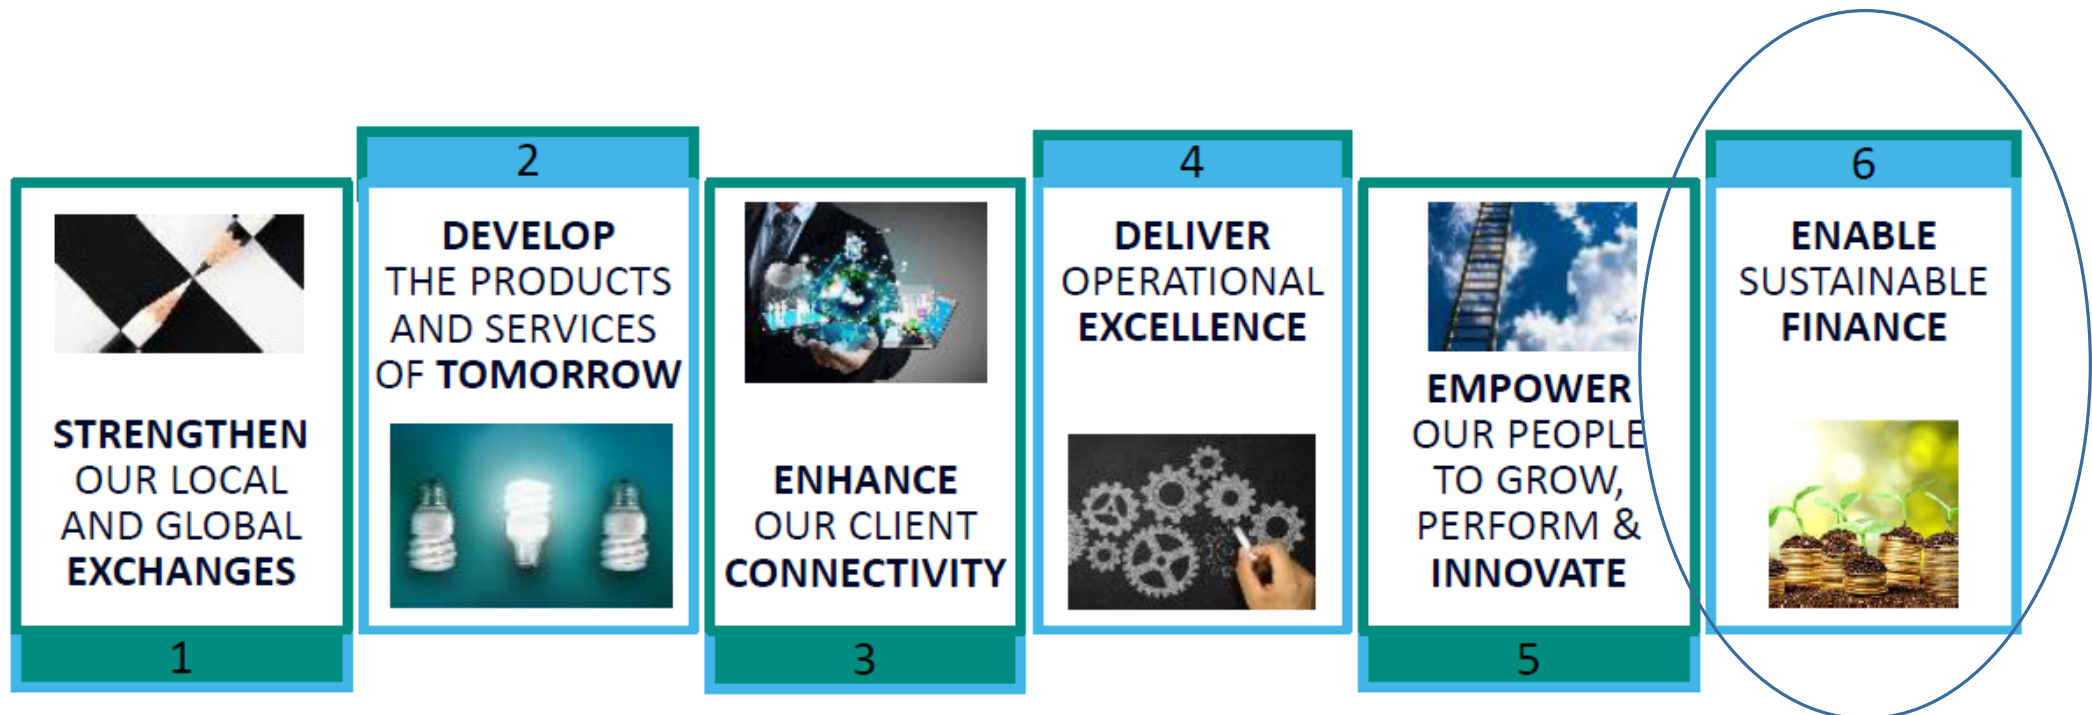 STRENGTHEN
OUR LOCAL
AND GLOBAL
EXCHANGES
1
2
DEVELOP
THE PRODUCTS
AND SERVICES
OF TOMORROW
ENHANCE
OUR CLIENT
CONNECTIVITY
3
4
DELIVER
OPERATIONAL
EXCELLENCE
EMPOWER
OUR PEOPLE
TO GROW,
PERFORM &
INNOVATE
5
6
ENABLE
SUSTAINABLE
FINANCE